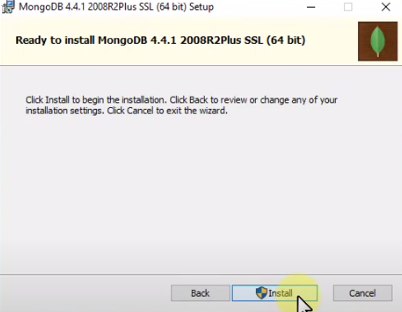 MongoDB 4.4.1 2008R2Plus SSL (64 bit) Setup
Ready to install MongoDB 4.4.1 2008R2Plus SSL (64 bit)
Click Install to begin the installation. Click Back to review or change any of your
installation settings. Click Cancel to exit the wizard.
Back Install Cancel